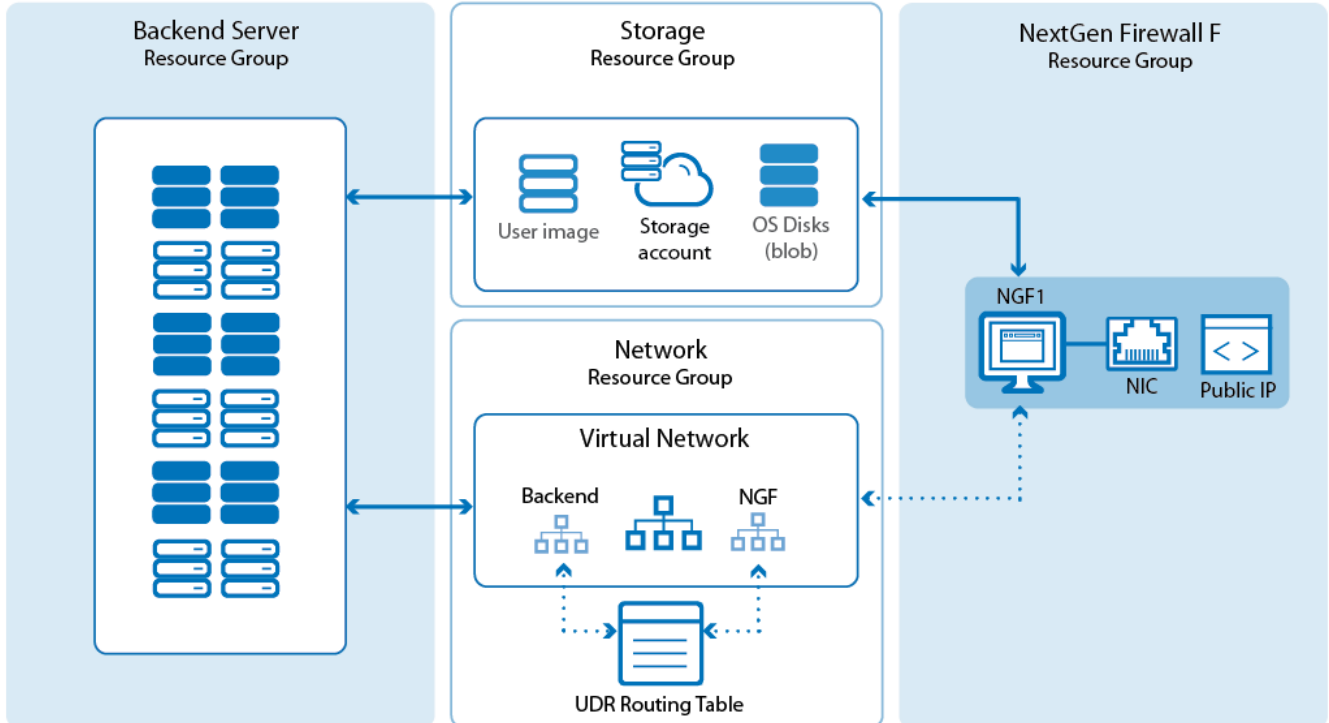 Backend Server
Resource Group
Storage
Resource Group
User image
Storage
account
OS Disks
(blob)
Network
Resource Group
Virtual Network
Backend
NGF
UDR Routing Table
NextGen Firewall F
Resource Group
NGF1
NIC
Public IP